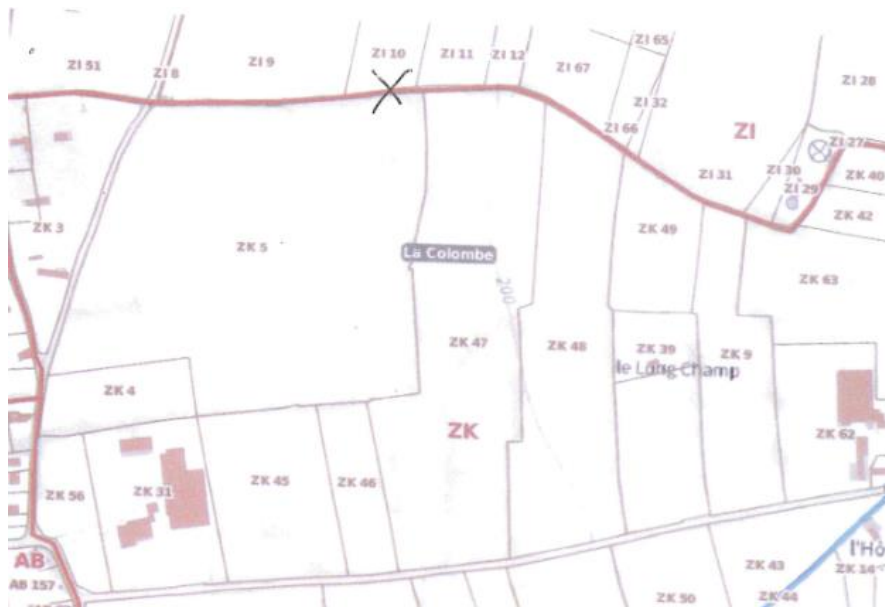 ZI 65
ZI 10
ZI 11
ZI 12
ZI 51
ZI 8
ZI 9
ZI 67
ZI 28
ZI 32
ZI 66
ZI
ZI 27
ZI 31
ZI 30
ZI 29
ZK 40
ZK 42
ZK 3
ZK 5
ZK 49
La Colombe
ZK 63
200
ZK 47
ZK 48
ZK 39
ZK 9
le Long Champ
ZK 4
ZK
ZK 62
ZK 56
ZK 31
ZK 45
ZK 46
AB
AB 157
l'Hô
ZK 43
ZK 14
ZK 50
ZK 44